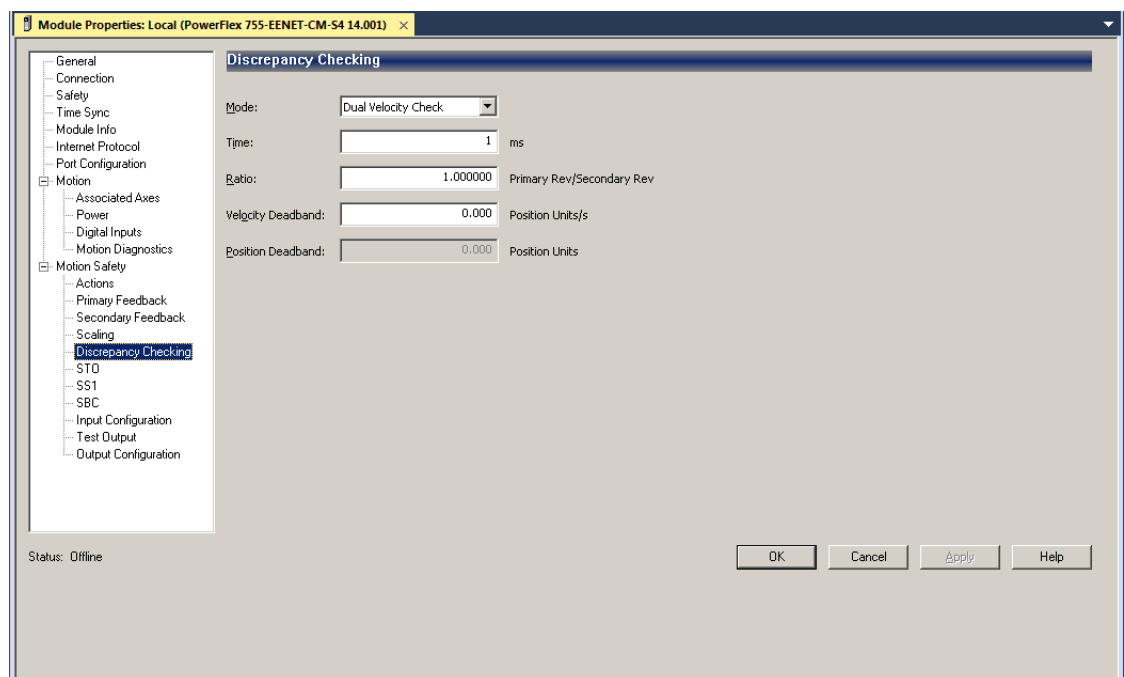 Module Properties: Local (PowerFlex 755-EENET-CM-S4 14.001) ×
General
Connection
Safety
Time Sync
Module Info
Internet Protocol
Port Configuration
Motion
Associated Axes
Power
Digital Inputs
Motion Diagnostics
Motion Safety
Actions
Primary Feedback
Secondary Feedback
Scaling
Discrepancy Checking
STO
SS1
SBC
Input Configuration
Test Output
Output Configuration
Discrepancy Checking
Mode: Dual Velocity Check
Time: 1 ms
Ratio: 1.000000 Primary Rev/Secondary Rev
Velocity Deadband: 0.000 Position Units/s
Position Deadband: 0.000 Position Units
Status: Offline
OK Cancel Apply Help